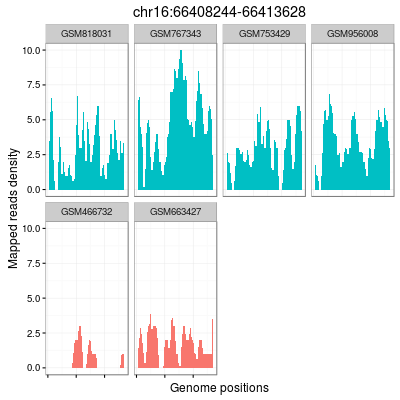 chr16:66408244-66413628
GSM818031 GSM767343 GSM753429 GSM956008
10.0
7.5
5.0
2.5
0.0
GSM466732 GSM663427
10.0
7.5
5.0
2.5
0.0
Mapped reads density
Genome positions